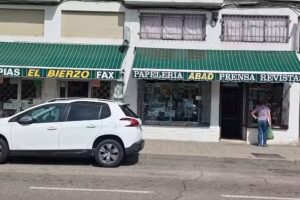 PIAS EL BIERZO FAX
PAPELERIA ABAD PRENSA REVISTA